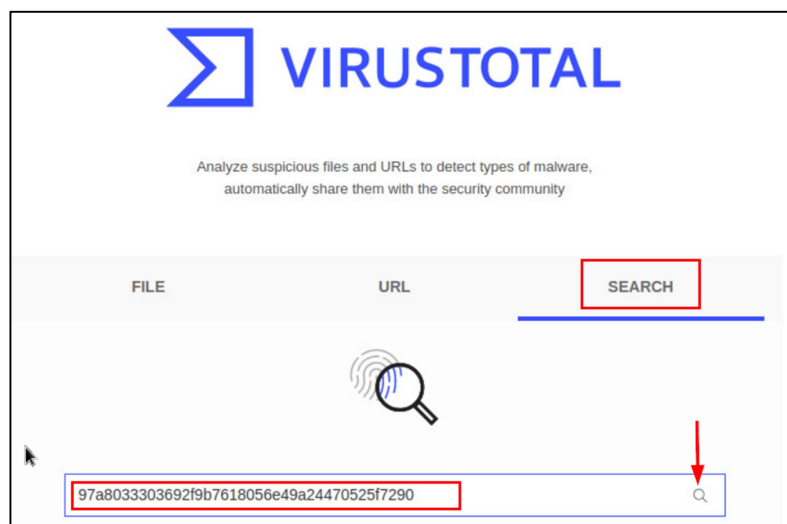 VIRUSTOTAL
Analyze suspicious files and URLs to detect types of malware,
automatically share them with the security community
FILE
URL
SEARCH
97a8033303692f9b7618056e49a24470525f7290